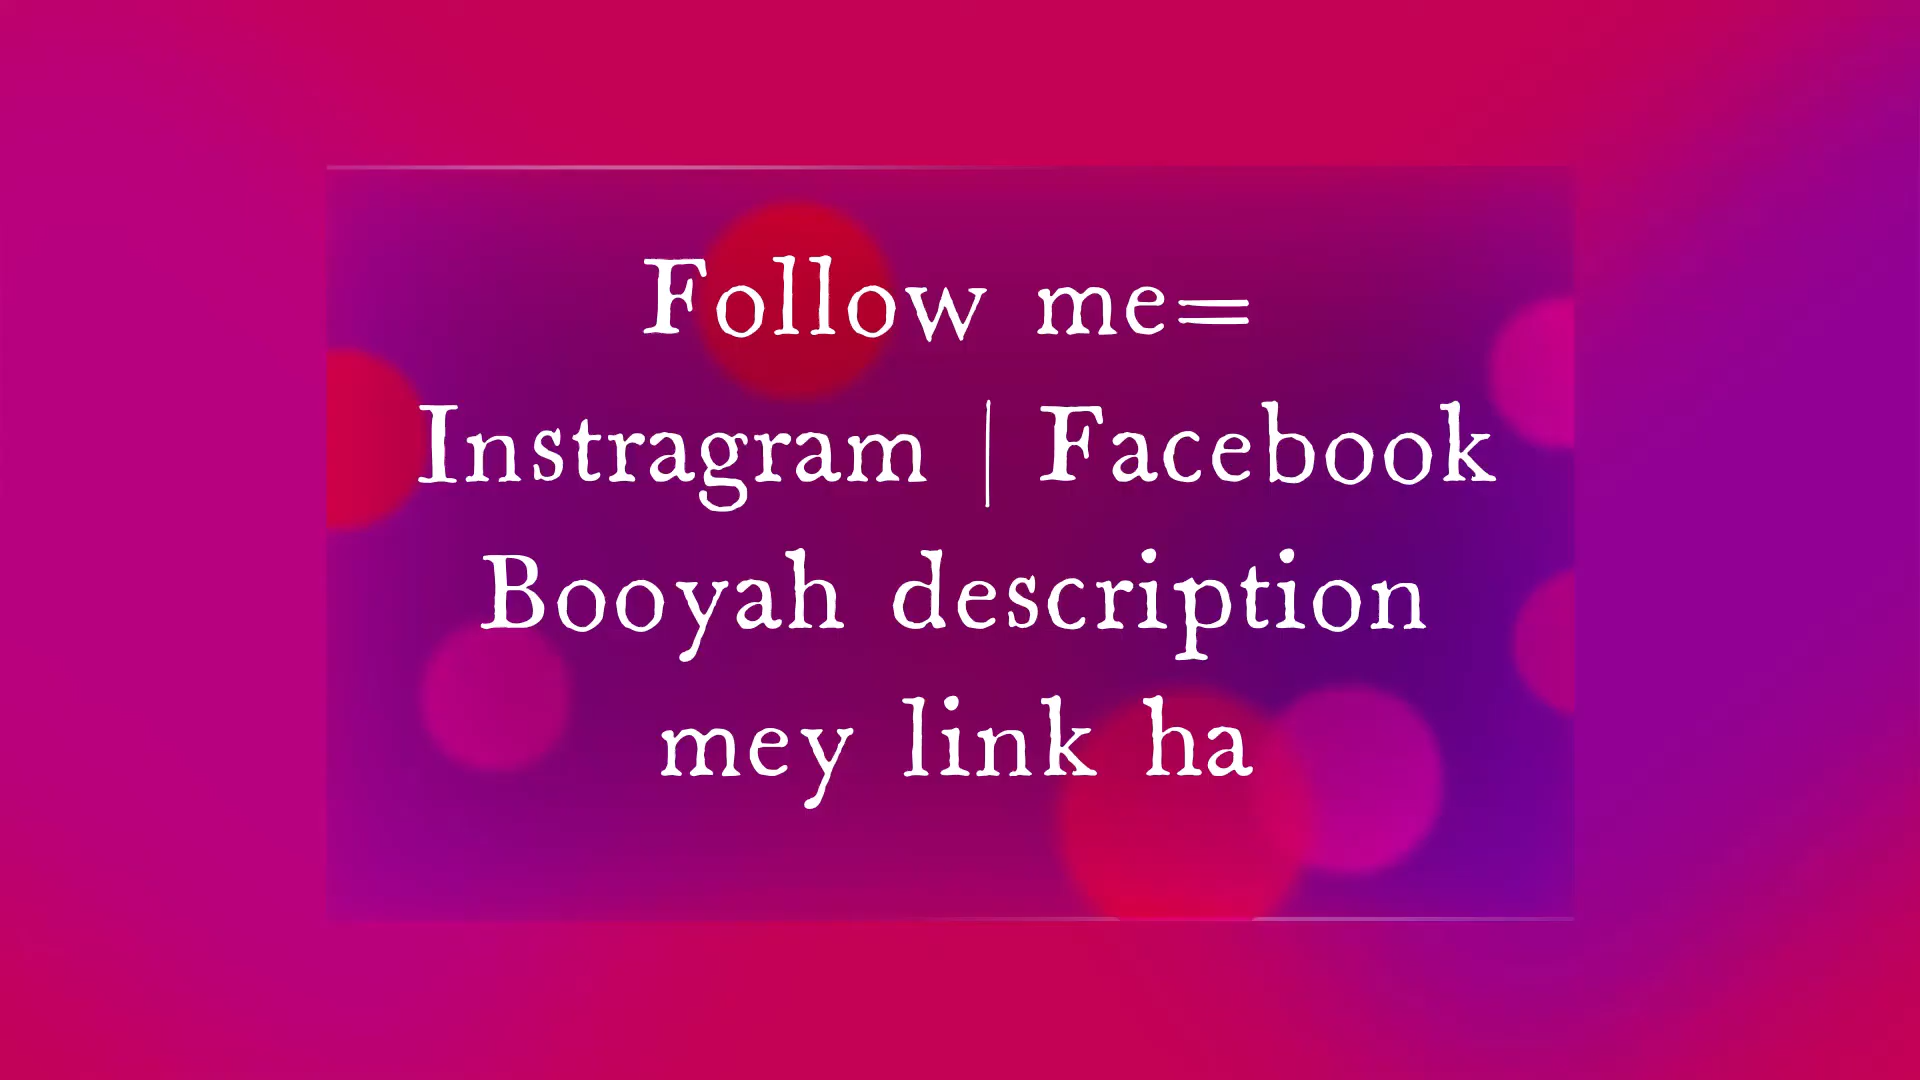 Follow me=
Instragram | Facebook
Booyah description
mey link ha